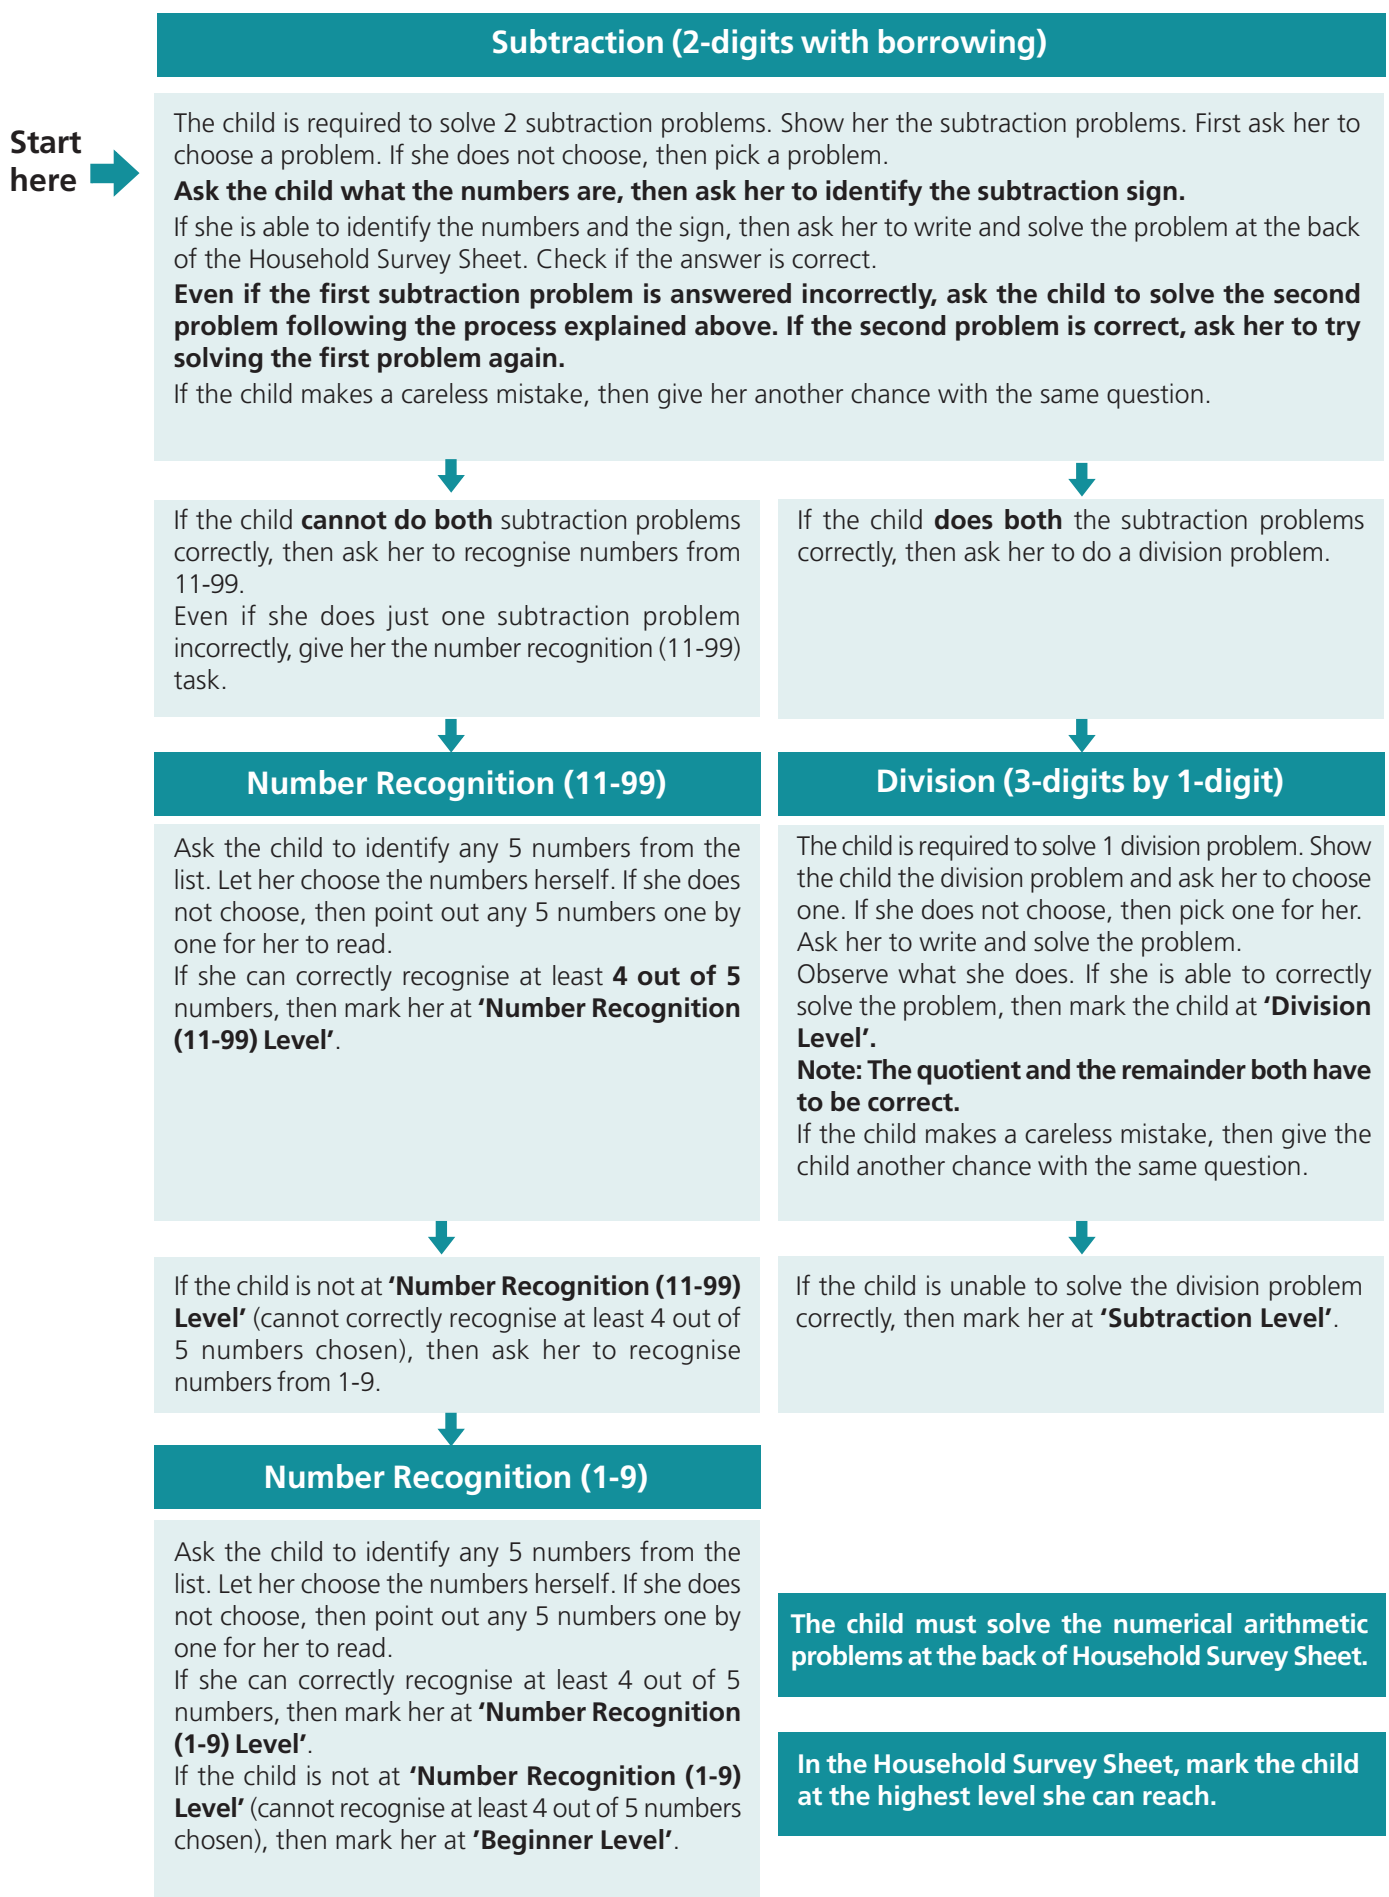 Subtraction (2-digits with borrowing)
Start
here
The child is required to solve 2 subtraction problems. Show her the subtraction problems. First ask her to
choose a problem. If she does not choose, then pick a problem.
Ask the child what the numbers are, then ask her to identify the subtraction sign.
If she is able to identify the numbers and the sign, then ask her to write and solve the problem at the back
of the Household Survey Sheet. Check if the answer is correct.
Even if the first subtraction problem is answered incorrectly, ask the child to solve the second
problem following the process explained above. If the second problem is correct, ask her to try
solving the first problem again.
If the child makes a careless mistake, then give her another chance with the same question.
If the child cannot do both subtraction problems
correctly, then ask her to recognise numbers from
11-99.
Even if she does just one subtraction problem
incorrectly, give her the number recognition (11-99)
task.
If the child does both the subtraction problems
correctly, then ask her to do a division problem.
Number Recognition (11-99)
Ask the child to identify any 5 numbers from the
list. Let her choose the numbers herself. If she does
not choose, then point out any 5 numbers one by
one for her to read.
If she can correctly recognise at least 4 out of 5
numbers, then mark her at ‘Number Recognition
(11-99) Level’.
Division (3-digits by 1-digit)
The child is required to solve 1 division problem. Show
the child the division problem and ask her to choose
one. If she does not choose, then pick one for her.
Ask her to write and solve the problem.
Observe what she does. If she is able to correctly
solve the problem, then mark the child at ‘Division
Level’.
Note: The quotient and the remainder both have
to be correct.
If the child makes a careless mistake, then give the
child another chance with the same question.
If the child is not at ‘Number Recognition (11-99)
Level’ (cannot correctly recognise at least 4 out of
5 numbers chosen), then ask her to recognise
numbers from 1-9.
If the child is unable to solve the division problem
correctly, then mark her at ‘Subtraction Level’.
Number Recognition (1-9)
Ask the child to identify any 5 numbers from the
list. Let her choose the numbers herself. If she does
not choose, then point out any 5 numbers one by
one for her to read.
If she can correctly recognise at least 4 out of 5
numbers, then mark her at ‘Number Recognition
(1-9) Level’.
If the child is not at ‘Number Recognition (1-9)
Level’ (cannot recognise at least 4 out of 5 numbers
chosen), then mark her at ’Beginner Level’.
The child must solve the numerical arithmetic
problems at the back of Household Survey Sheet.
In the Household Survey Sheet, mark the child
at the highest level she can reach.